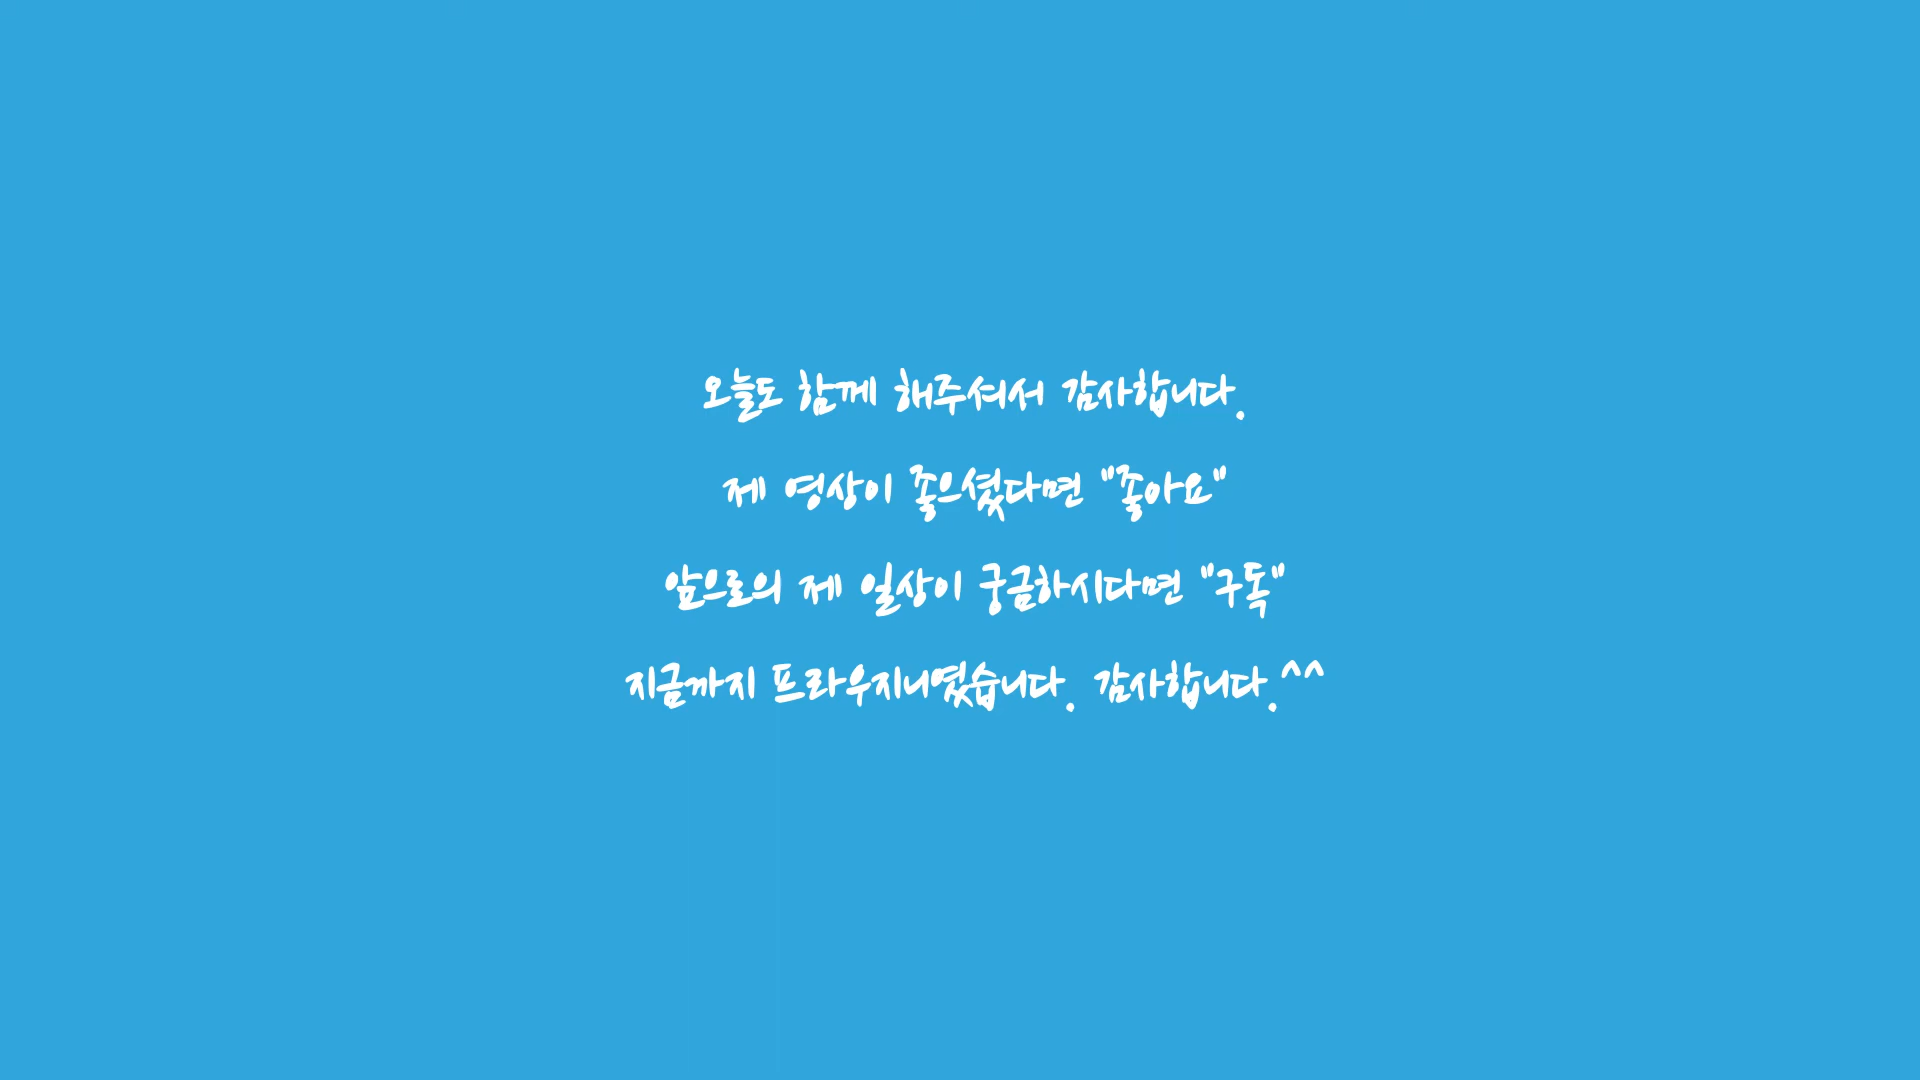 오늘도 함께 해주셔서 감사합니다.
제 영상이 좋으셨다면 "좋아요"
앞으로의 제 일상이 궁금하시다면 "구독"
지금까지 프라우지니였습니다. 감사합니다.^^